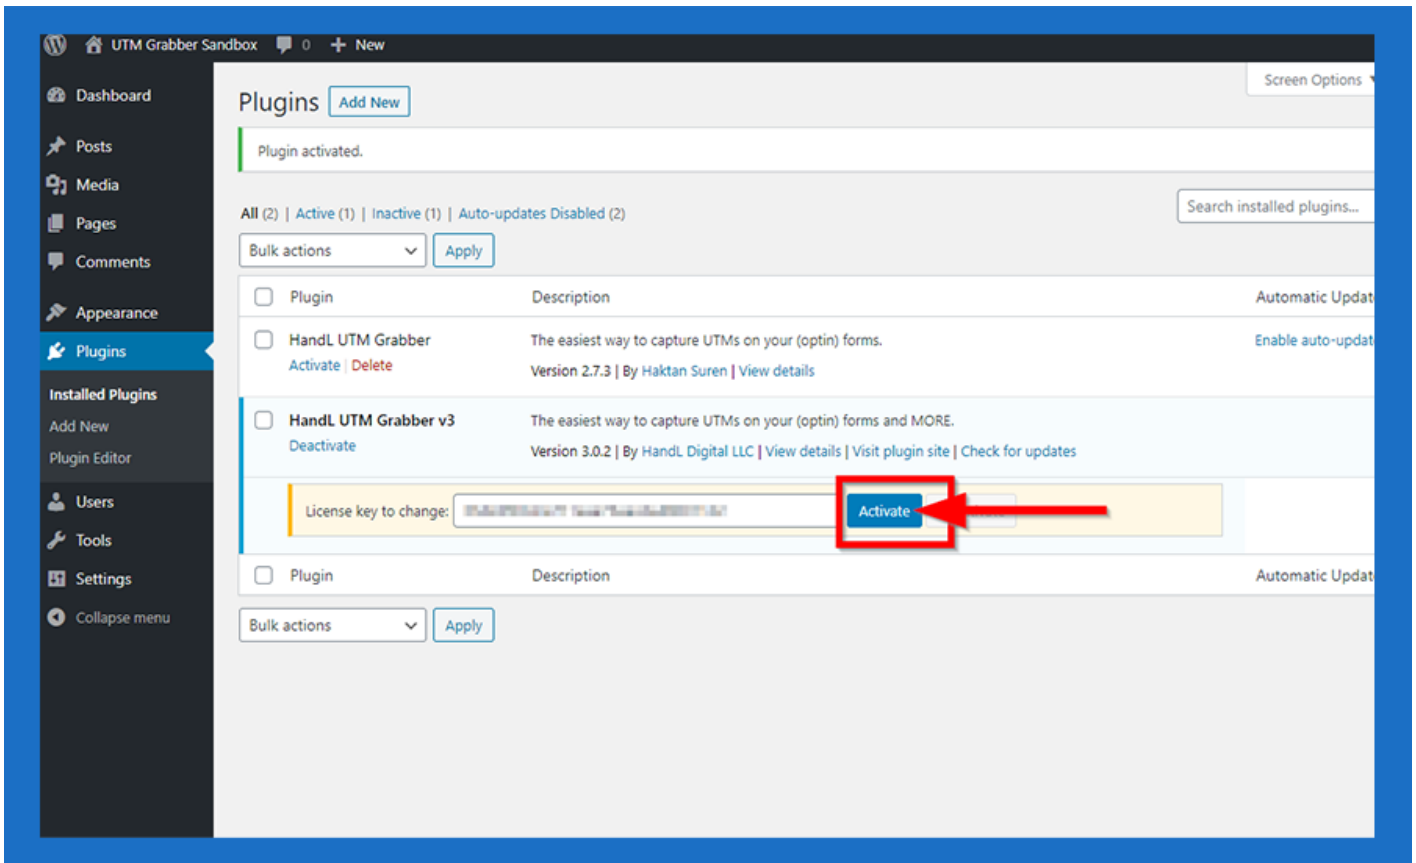 UTM Grabber Sandbox 0 + New
Screen Options
Dashboard
Posts
Media
Pages
Comments
Appearance
Plugins
Installed Plugins
Add New
Plugin Editor
Users
Tools
Settings
Collapse menu
Plugins Add New
Plugin activated.
All (2) | Active (1) | Inactive (1) | Auto-updates Disabled (2)
Search installed plugins...
Bulk actions Apply
Plugin Description Automatic Updat
HandL UTM Grabber The easiest way to capture UTMs on your (optin) forms. Enable auto-updat
Activate | Delete Version 2.7.3 | By Haktan Suren | View details
HandL UTM Grabber v3 The easiest way to capture UTMs on your (optin) forms and MORE.
Deactivate Version 3.0.2 | By HandL Digital LLC | View details | Visit plugin site | Check for updates
License key to change: Activate
Plugin Description Automatic Updat
Bulk actions Apply